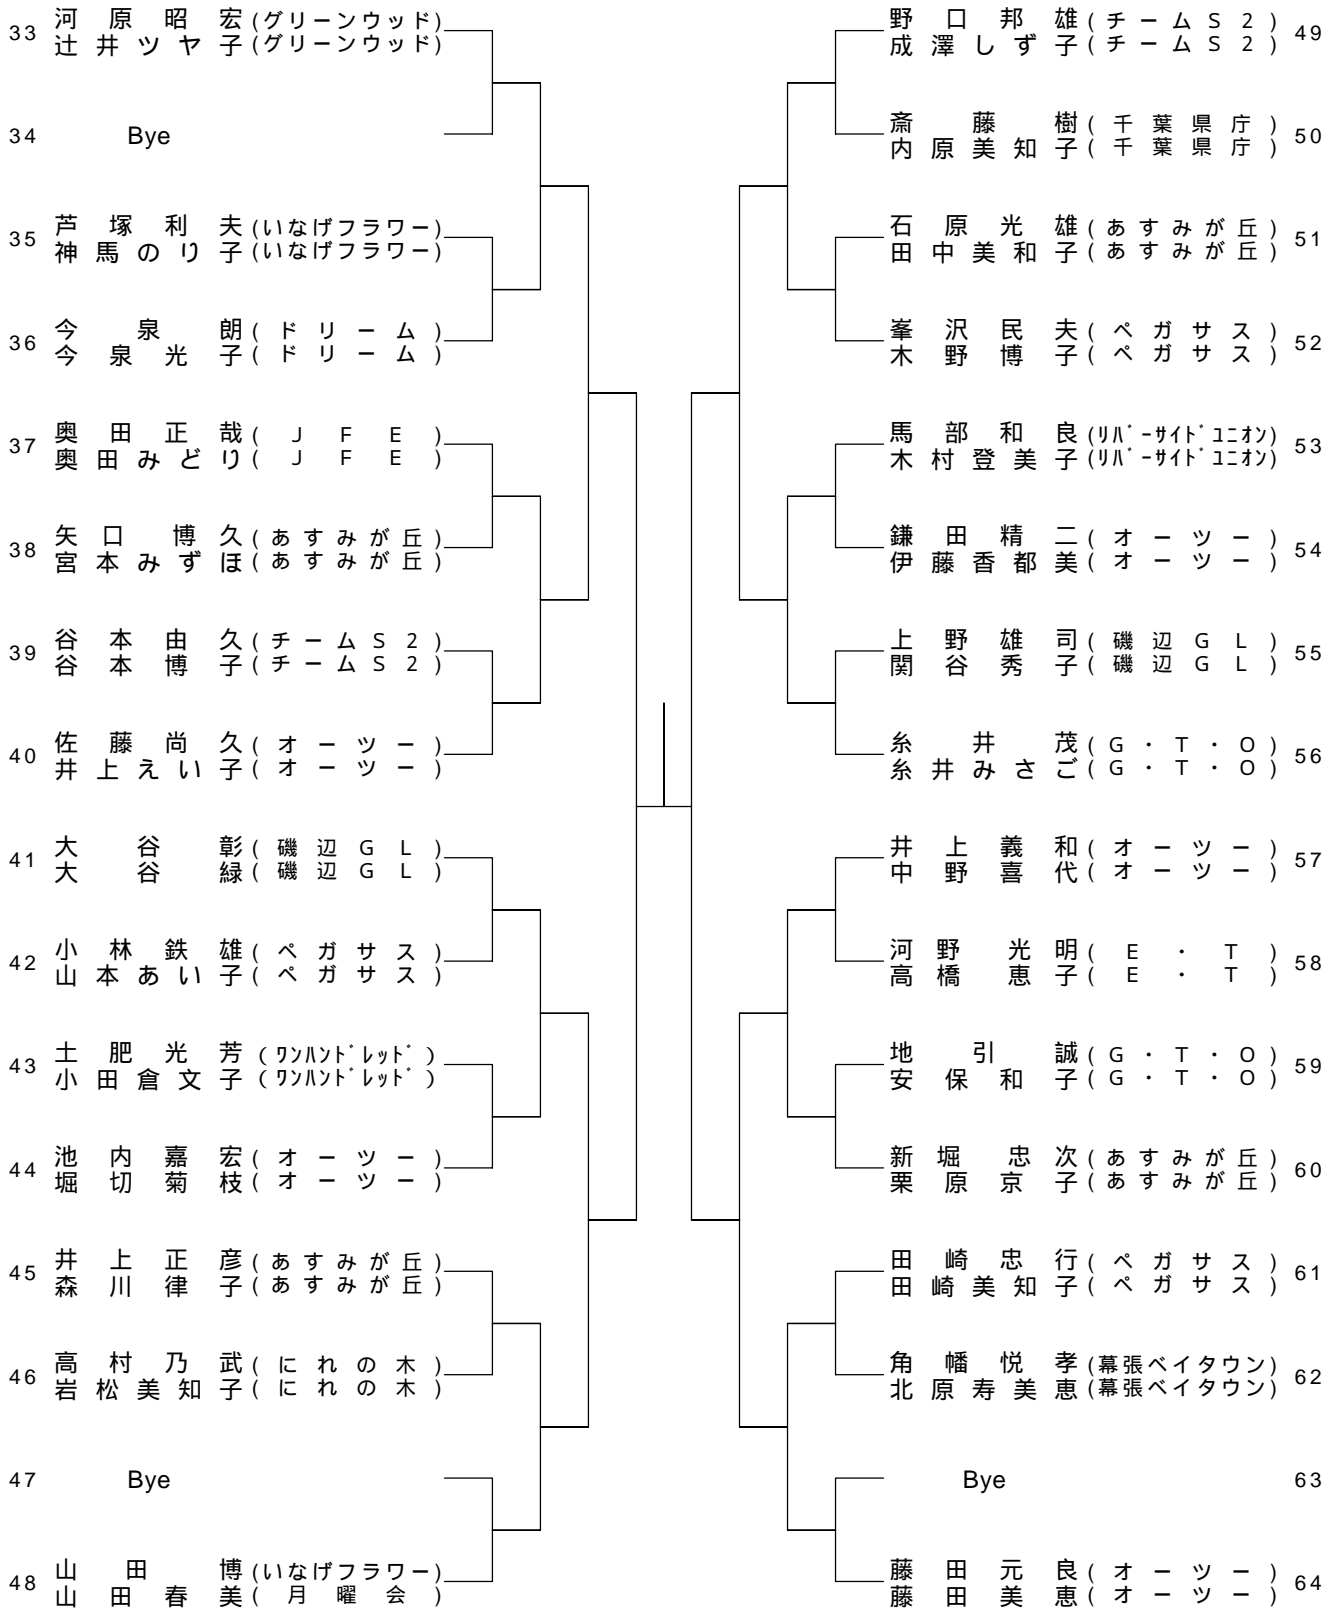 33 河原昭宏(グリーンウッド)
辻井ツヤ子(グリーンウッド)
34 Bye
35 芦塚利夫(いなげフラワー)
神馬のり子(いなげフラワー)
36 今泉朗(ドリーム)
今泉光子(ドリーム)
37 奥田正哉(JFE)
奥田みどり(JFE)
38 矢口博久(あすみが丘)
宮本みずほ(あすみが丘)
39 谷本由久(チームS2)
谷本博子(チームS2)
40 佐藤尚久(オーツー)
井上えい子(オーツー)
41 大谷彰(磯辺GL)
大谷緑(磯辺GL)
42 小林鉄雄(ペガサス)
山本あい子(ペガサス)
43 土肥光芳(ワンハンドレッド)
小田倉文子(ワンハンドレッド)
44 池内嘉宏(オーツー)
堀切菊枝(オーツー)
45 井上正彦(あすみが丘)
森川律子(あすみが丘)
46 高村乃武(にれの木)
岩松美知子(にれの木)
47 Bye
48 山田博(いなげフラワー)
山田春美(月曜会)
野口邦雄(チームS2) 49
成澤しず子(チームS2)
斎藤樹(千葉県庁) 50
内原美知子(千葉県庁)
石原光雄(あすみが丘) 51
田中美和子(あすみが丘)
峯沢民夫(ペガサス) 52
木野博子(ペガサス)
馬部和良(リバーサイドユニオン) 53
木村登美子(リバーサイドユニオン)
鎌田精二(オーツー) 54
伊藤香都美(オーツー)
上野雄司(磯辺GL) 55
関谷秀子(磯辺GL)
糸井茂(G・T・O) 56
糸井みさご(G・T・O)
井上義和(オーツー) 57
中野喜代(オーツー)
河野光明(E・T) 58
高橋恵子(E・T)
地引誠(G・T・O) 59
安保和子(G・T・O)
新堀忠次(あすみが丘) 60
栗原京子(あすみが丘)
田崎忠行(ペガサス) 61
田崎美知子(ペガサス)
角幡悦孝(幕張ベイタウン) 62
北原寿美恵(幕張ベイタウン)
Bye 63
藤田元良(オーツー) 64
藤田美恵(オーツー)